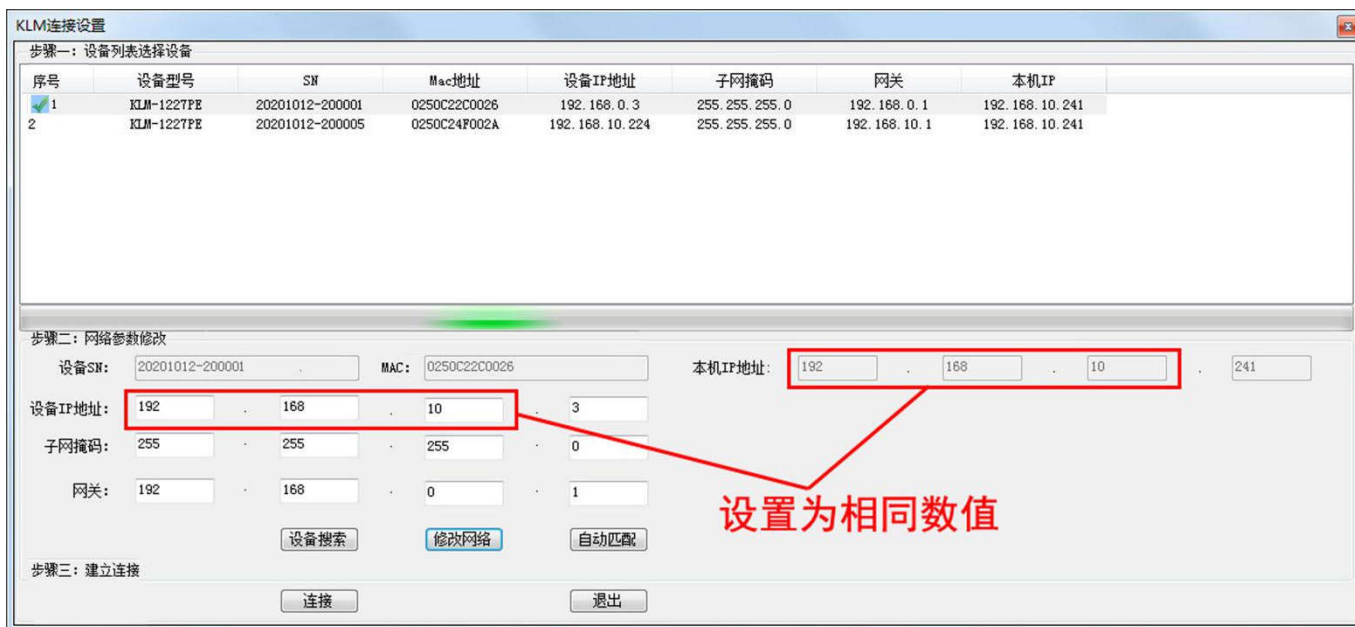 KLM连接设置
步骤一：设备列表选择设备
序号 设备型号 SN Mac地址 设备IP地址 子网掩码 网关 本机IP
1 KLM-1227PE 20201012-200001 0250C22C0026 192.168.0.3 255.255.255.0 192.168.0.1 192.168.10.241
2 KLM-1227PE 20201012-200005 0250C24F002A 192.168.10.224 255.255.255.0 192.168.10.1 192.168.10.241
步骤二：网络参数修改
设备SN： 20201012-200001 . MAC： 0250C22C0026 本机IP地址： 192 . 168 . 10 . 241
设备IP地址： 192 . 168 . 10 . 3
子网掩码： 255 . 255 . 255 . 0
网关： 192 . 168 . 0 . 1
设置为相同数值
设备搜索 修改网络 自动匹配
步骤三：建立连接
连接 退出